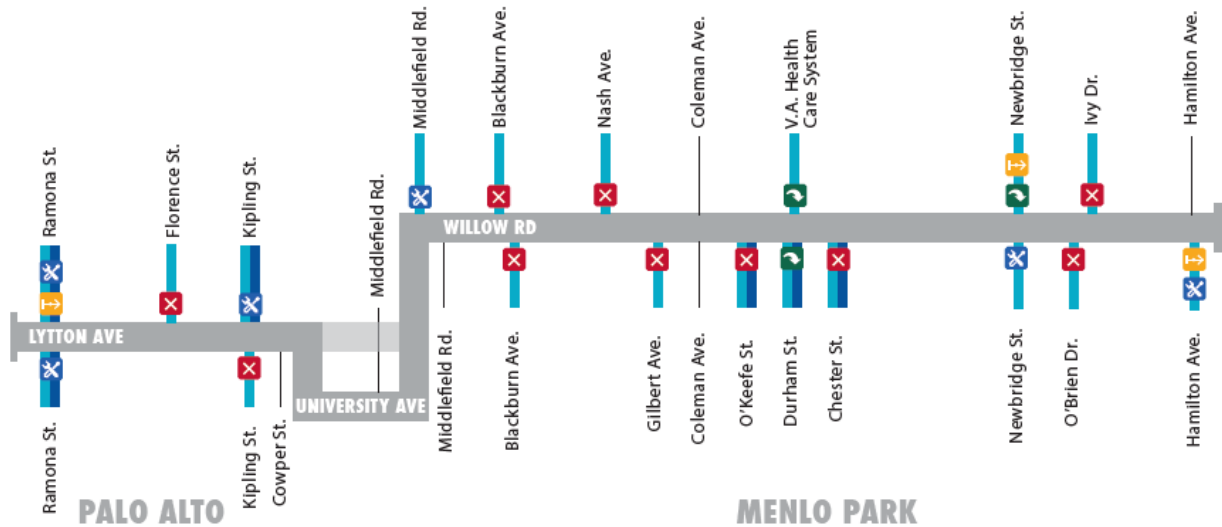 Ramona St.
Florence St.
Kipling St.
Middlefield Rd.
Middlefield Rd.
Blackburn Ave.
Nash Ave.
Coleman Ave.
V.A. Health
Care System
Newbridge St.
Ivy Dr.
Hamilton Ave.
WILLOW RD
LYTTON AVE
UNIVERSITY AVE
Ramona St.
Kipling St.
Cowper St.
Middlefield Rd.
Blackburn Ave.
Gilbert Ave.
Coleman Ave.
O'Keefe St.
Durham St.
Chester St.
Newbridge St.
O'Brien Dr.
Hamilton Ave.
PALO ALTO
MENLO PARK